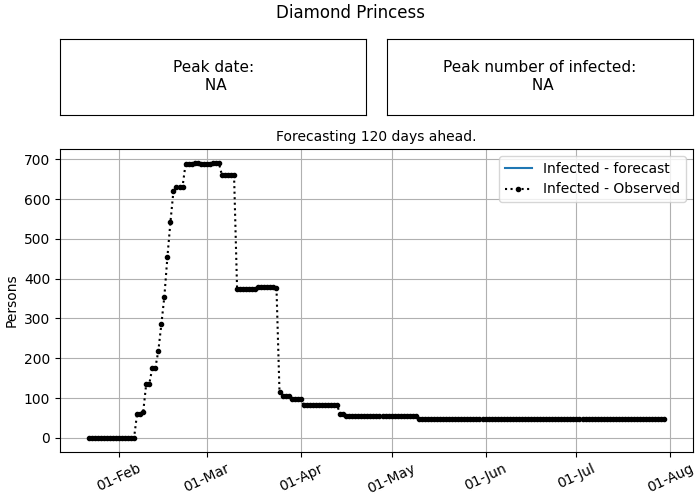 Diamond Princess
Peak date:
NA
Peak number of infected:
NA
Forecasting 120 days ahead.
Infected - forecast
Infected - Observed
Persons
700
600
500
400
300
200
100
0
01-Feb
01-Mar
01-Apr
01-May
01-Jun
01-Jul
01-Aug